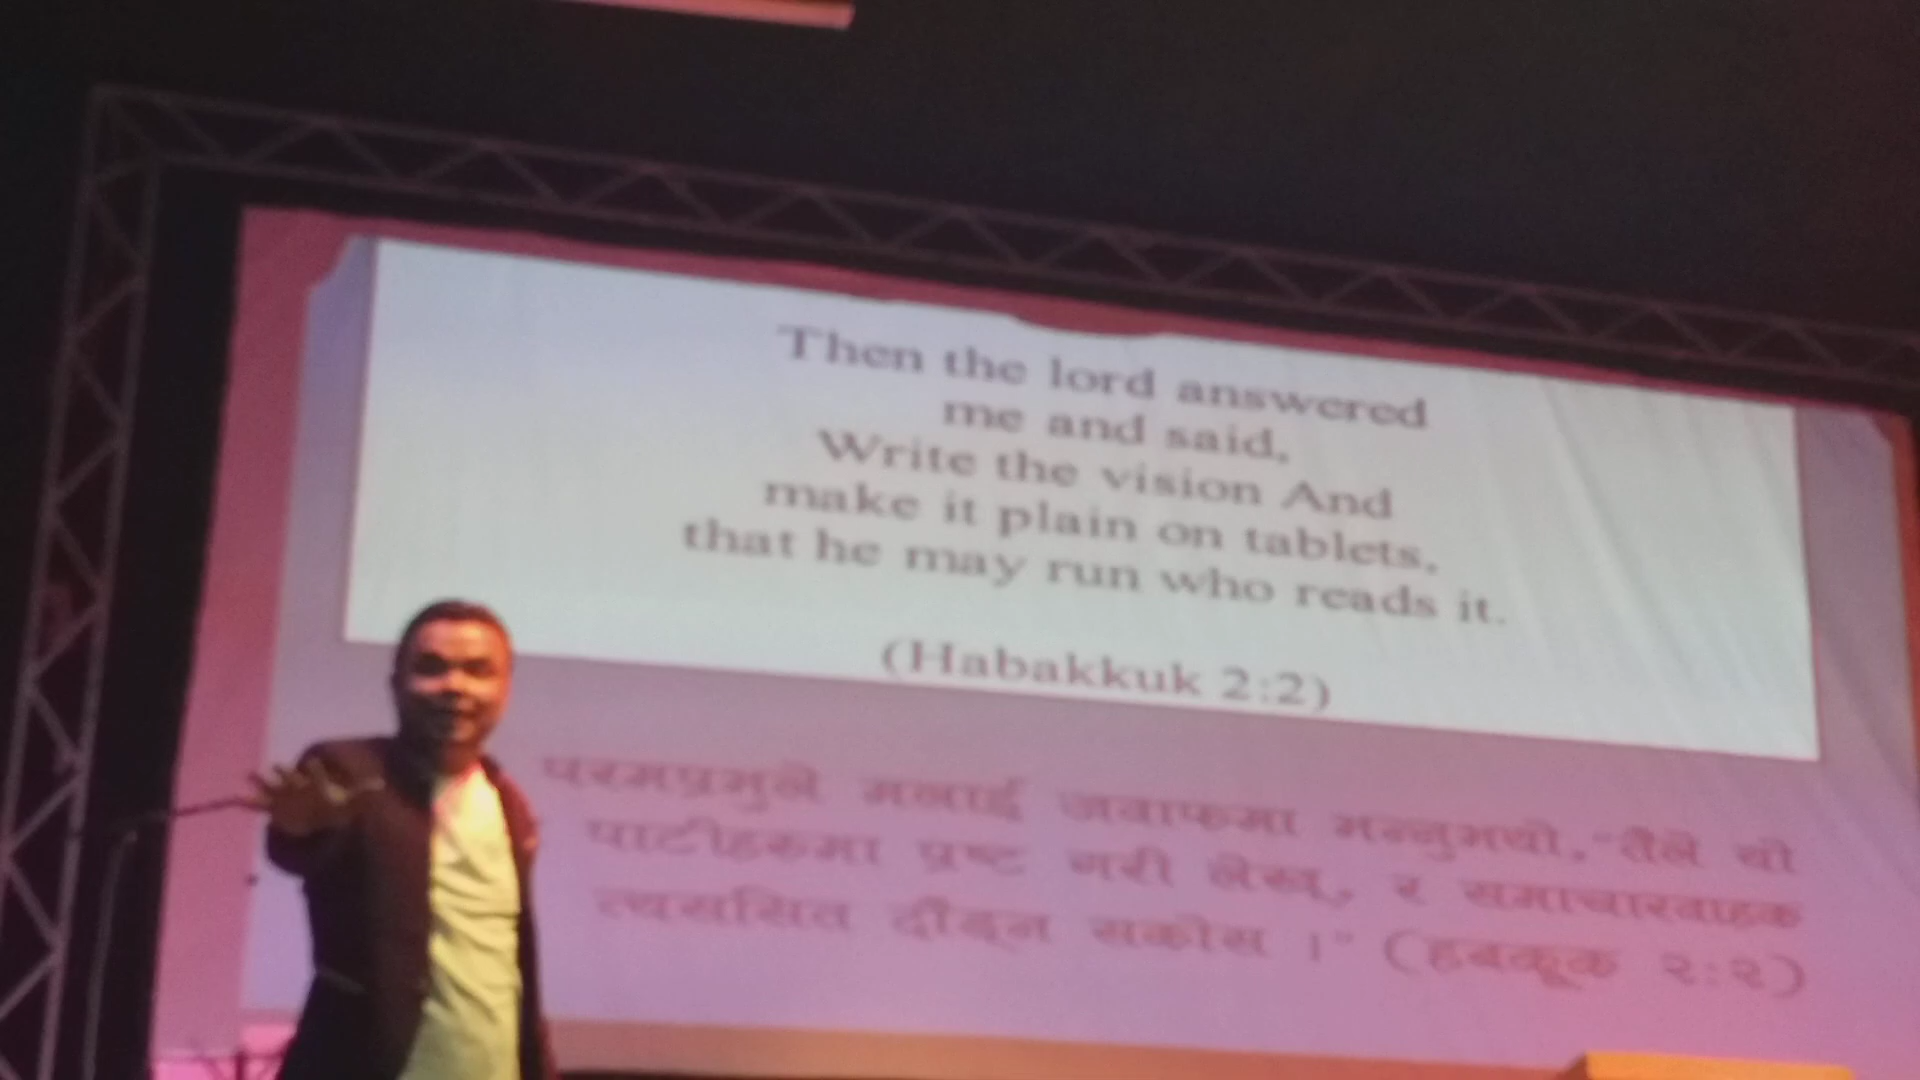 Then the lord answered
me and said,
Write the vision And
make it plain on tablets,
that he may run who reads it.
(Habakkuk 2:2)
परमप्रभुले मलाई जवाफमा भन्नुभयो, "तैंले यो
पाटीहरुमा प्रष्ट गरी लेख्, र समाचारवाहक
त्यससित दौड्न सकोस ।" (हबकूक २:२)